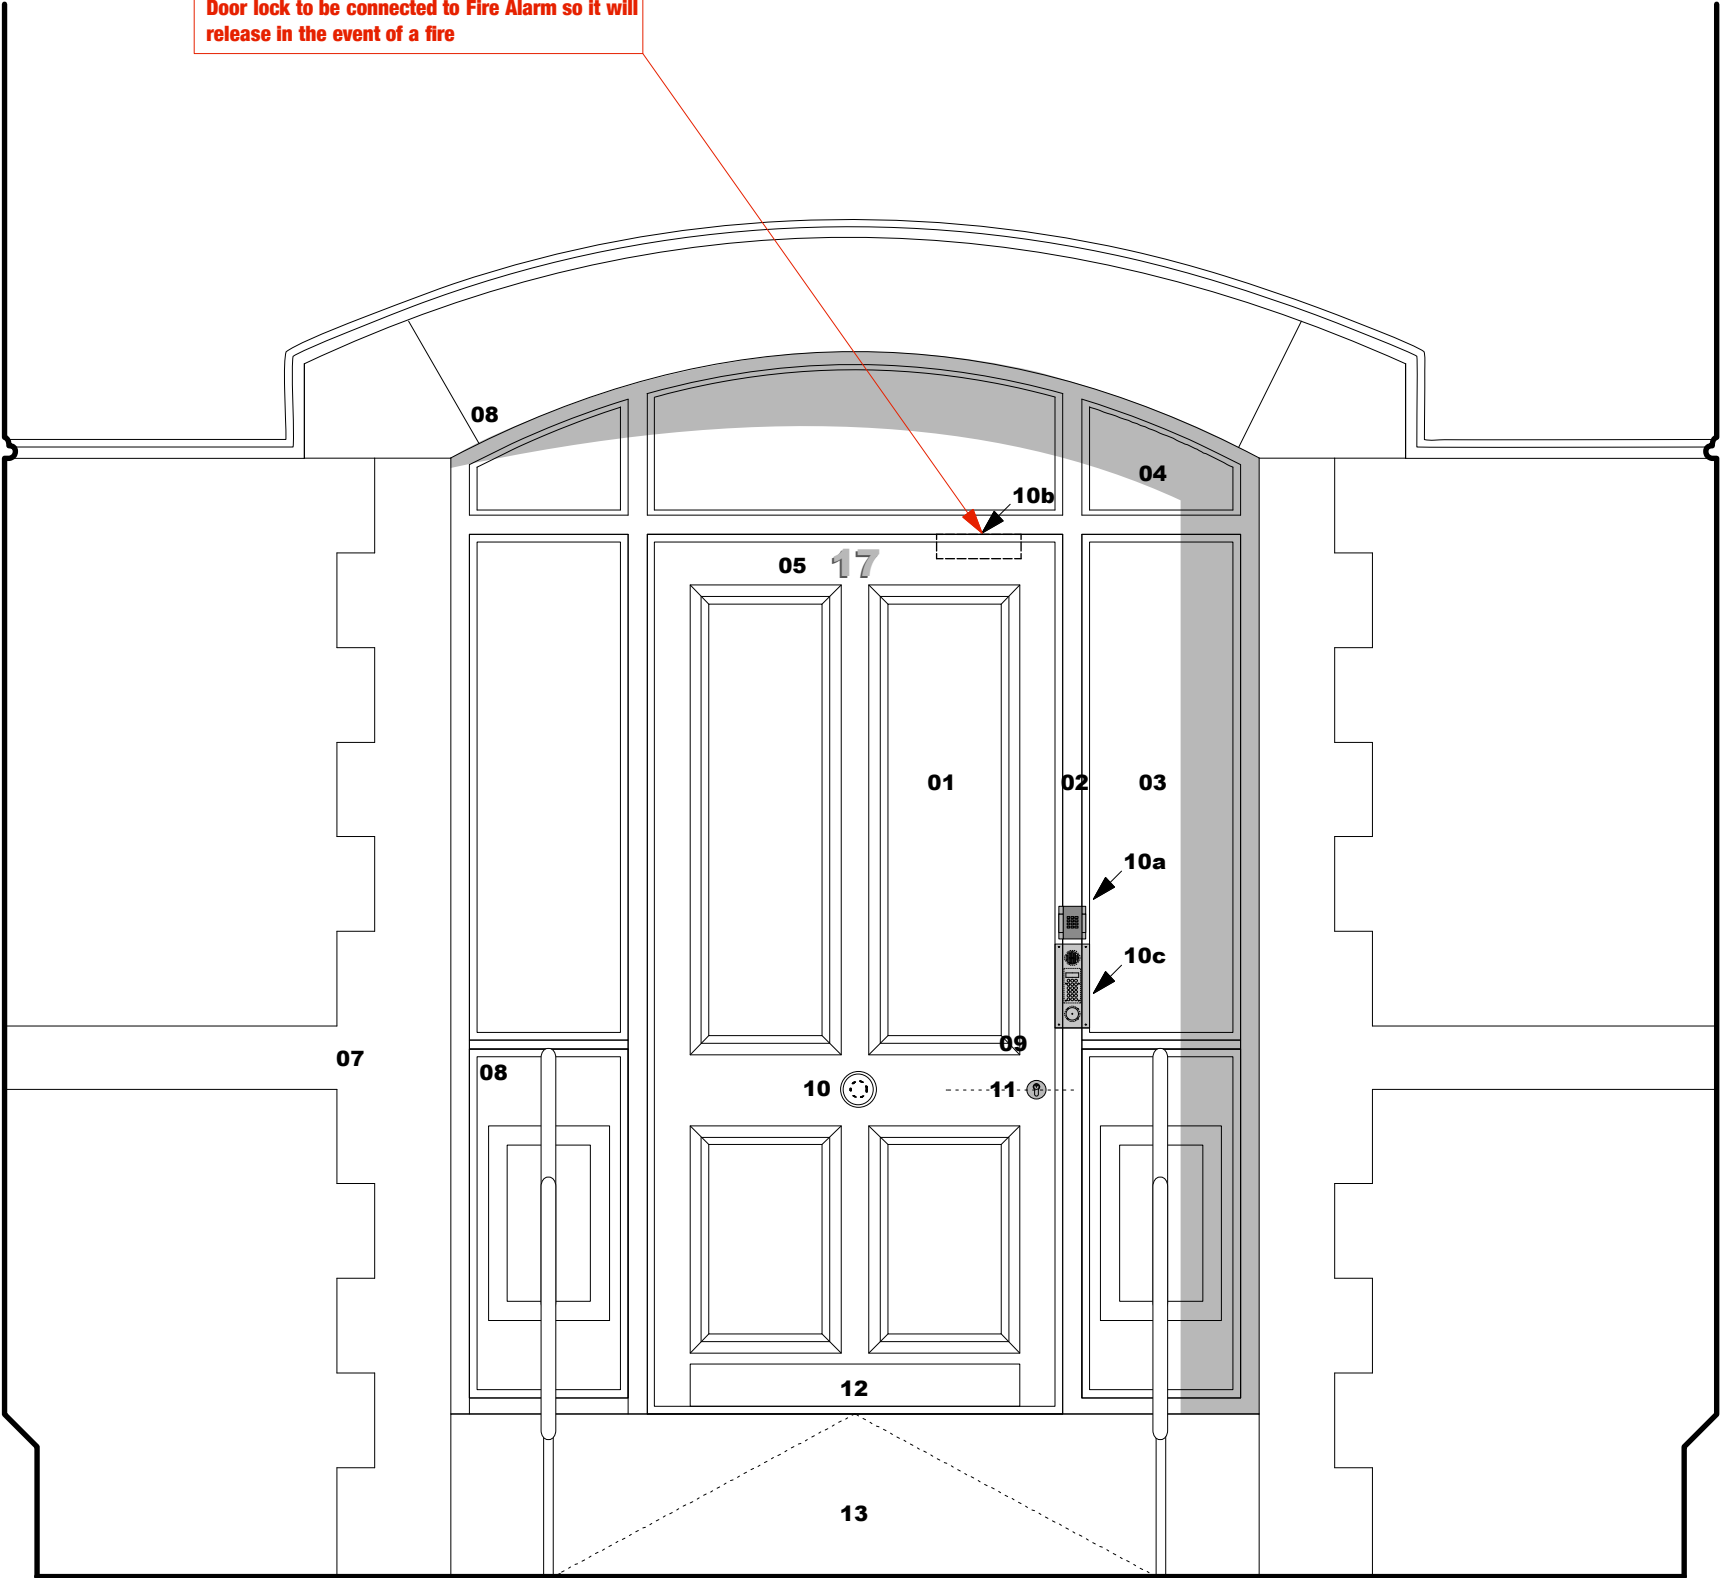 Door lock to be connected to Fire Alarm so it will
release in the event of a fire
08
04
10b
05
17
01
02
03
10a
10c
09
07
08
10
11
12
13